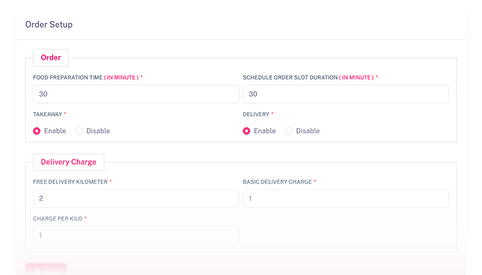 Order Setup
Order
FOOD PREPARATION TIME ( IN MINUTE ) * SCHEDULE ORDER SLOT DURATION ( IN MINUTE ) *
30 30
TAKEAWAY * DELIVERY *
Enable Disable Enable Disable
Delivery Charge
FREE DELIVERY KILOMETER * BASIC DELIVERY CHARGE *
2 1
CHARGE PER KILO *
1